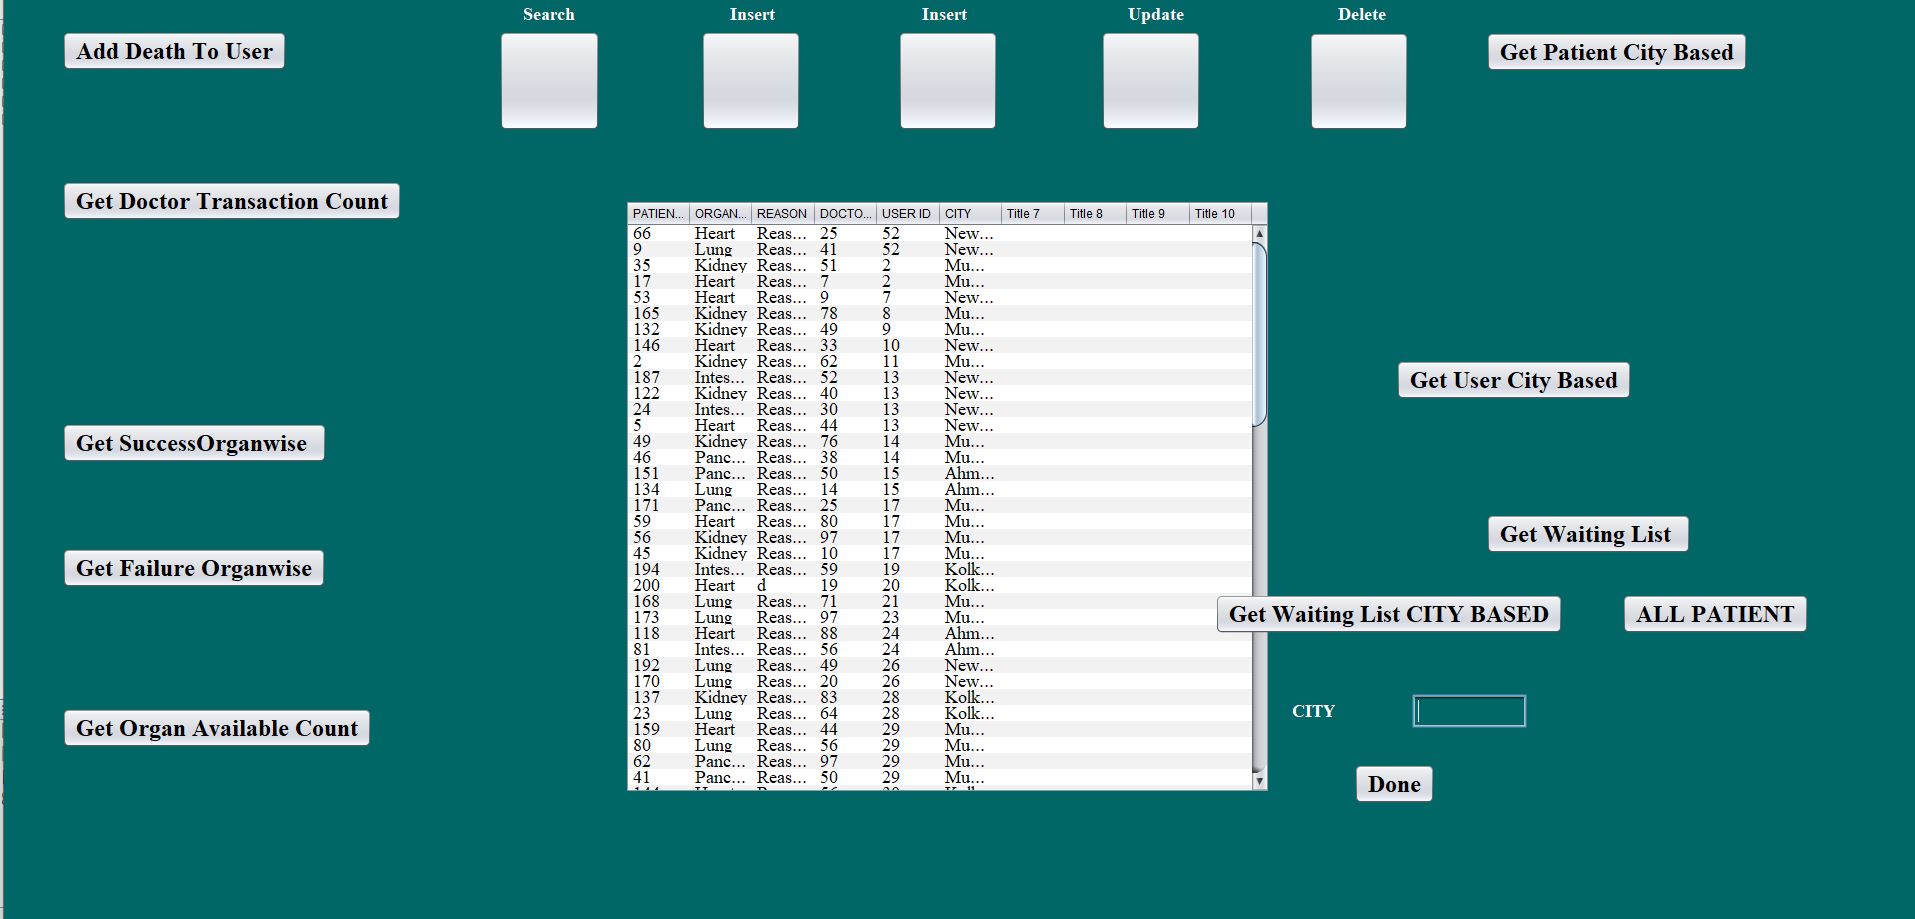 Search Insert Insert Update Delete
Add Death To User
Get Patient City Based
Get Doctor Transaction Count
PATIEN... ORGAN... REASON DOCTO... USER ID CITY Title 7 Title 8 Title 9 Title 10
66 Heart Reas... 25 52 New...
9 Lung Reas... 41 52 New...
35 Kidney Reas... 51 2 Mu...
17 Heart Reas... 7 2 Mu...
53 Heart Reas... 9 7 New...
165 Kidney Reas... 78 8 Mu...
132 Kidney Reas... 49 9 Mu...
146 Heart Reas... 33 10 New...
2 Kidney Reas... 62 11 Mu...
187 Intes... Reas... 52 13 New...
122 Kidney Reas... 40 13 New...
24 Intes... Reas... 30 13 New...
5 Heart Reas... 44 13 New...
49 Kidney Reas... 76 14 Mu...
46 Panc... Reas... 38 14 Mu...
151 Panc... Reas... 50 15 Ahm...
134 Lung Reas... 14 15 Ahm...
171 Panc... Reas... 25 17 Mu...
59 Heart Reas... 80 17 Mu...
56 Kidney Reas... 97 17 Mu...
45 Kidney Reas... 10 17 Mu...
194 Intes... Reas... 59 19 Kolk...
200 Heart d 19 20 Kolk...
168 Lung Reas... 71 21 Mu...
173 Lung Reas... 97 23 Mu...
118 Heart Reas... 88 24 Ahm...
81 Intes... Reas... 56 24 Ahm...
192 Lung Reas... 49 26 New...
170 Lung Reas... 20 26 New...
137 Kidney Reas... 83 28 Kolk...
23 Lung Reas... 64 28 Kolk...
159 Heart Reas... 44 29 Mu...
80 Lung Reas... 56 29 Mu...
62 Panc... Reas... 97 29 Mu...
41 Panc... Reas... 50 29 Mu...
Get User City Based
Get SuccessOrganwise
Get Waiting List
Get Failure Organwise
Get Waiting List CITY BASED
ALL PATIENT
CITY
Get Organ Available Count
Done